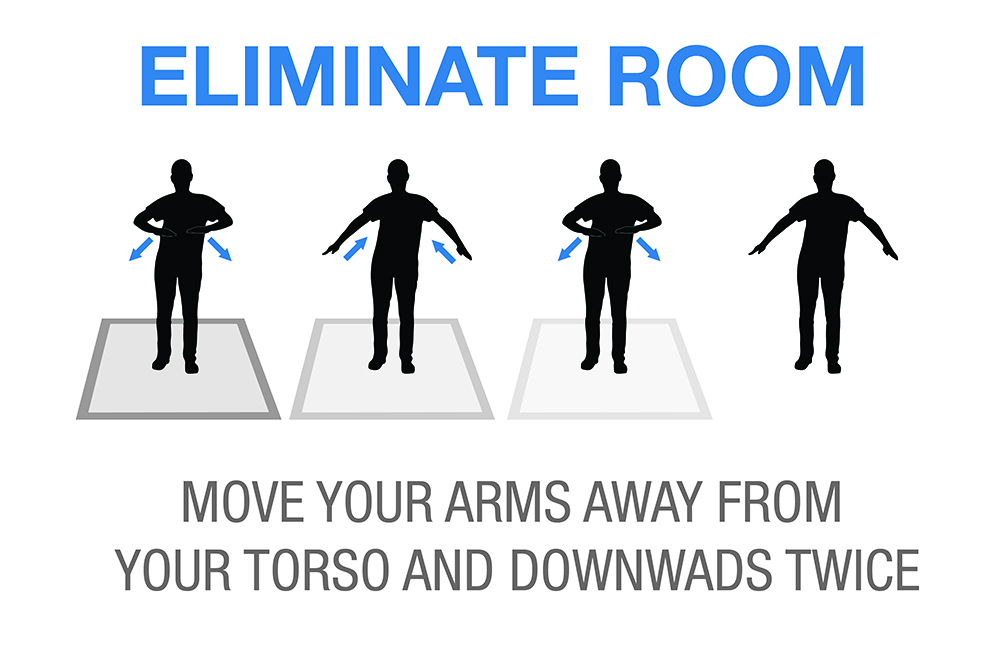 ELIMINATE ROOM
MOVE YOUR ARMS AWAY FROM
YOUR TORSO AND DOWNWADS TWICE